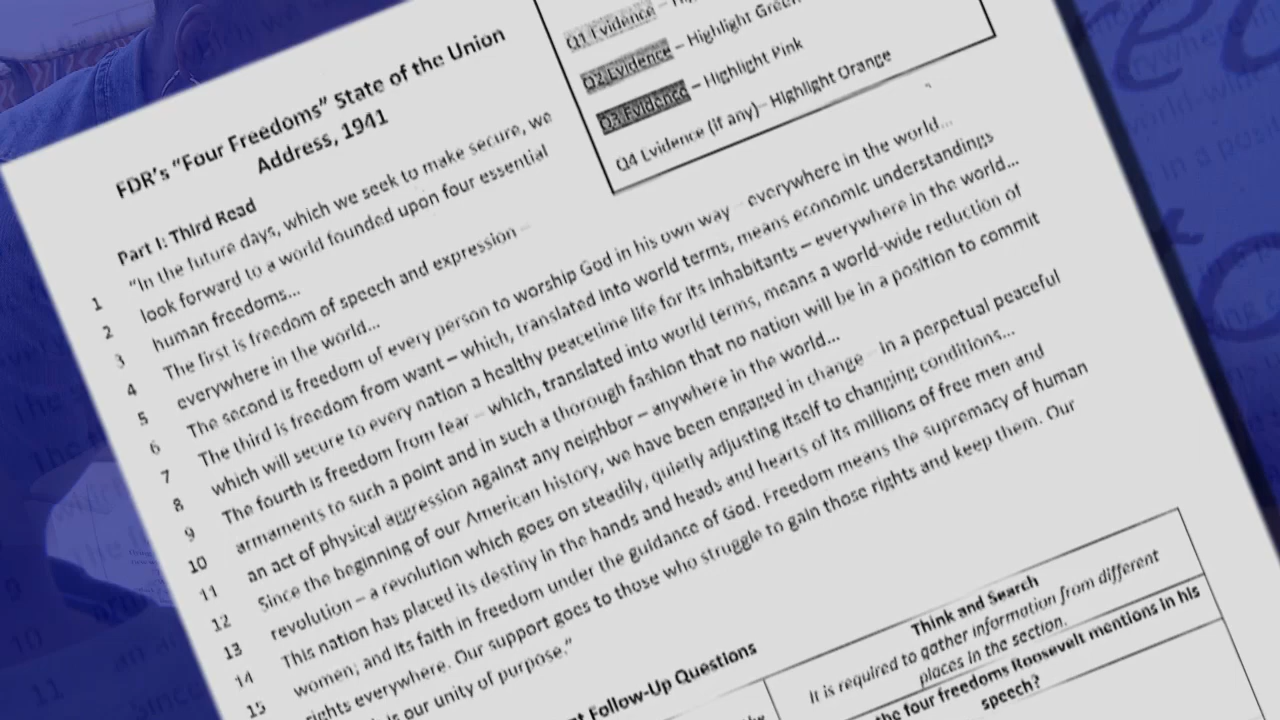 FDR's "Four Freedoms" State of the Union
Address, 1941
Q1 Evidence –
Q2 Evidence – Highlight Green
Q3 Evidence – Highlight Pink
Q4 Evidence (if any)– Highlight Orange
Part I: Third Read
1 "In the future days, which we seek to make secure, we
2 look forward to a world founded upon four essential
3 human freedoms...
4 The first is freedom of speech and expression –
5 everywhere in the world...
6 The second is freedom of every person to worship God in his own way – everywhere in the world...
7 The third is freedom from want – which, translated into world terms, means economic understandings
8 which will secure to every nation a healthy peacetime life for its inhabitants – everywhere in the world...
9 The fourth is freedom from fear – which, translated into world terms, means a world-wide reduction of
10 armaments to such a point and in such a thorough fashion that no nation will be in a position to commit
11 an act of physical aggression against any neighbor – anywhere in the world...
12 Since the beginning of our American history, we have been engaged in change – in a perpetual peaceful
13 revolution – a revolution which goes on steadily, quietly adjusting itself to changing conditions...
14 This nation has placed its destiny in the hands and heads and hearts of its millions of free men and
15 women; and its faith in freedom under the guidance of God. Freedom means the supremacy of human
rights everywhere. Our support goes to those who struggle to gain those rights and keep them. Our
is our unity of purpose."
Follow-Up Questions
Think and Search
It is required to gather information from different
places in the section.
the four freedoms Roosevelt mentions in his
speech?